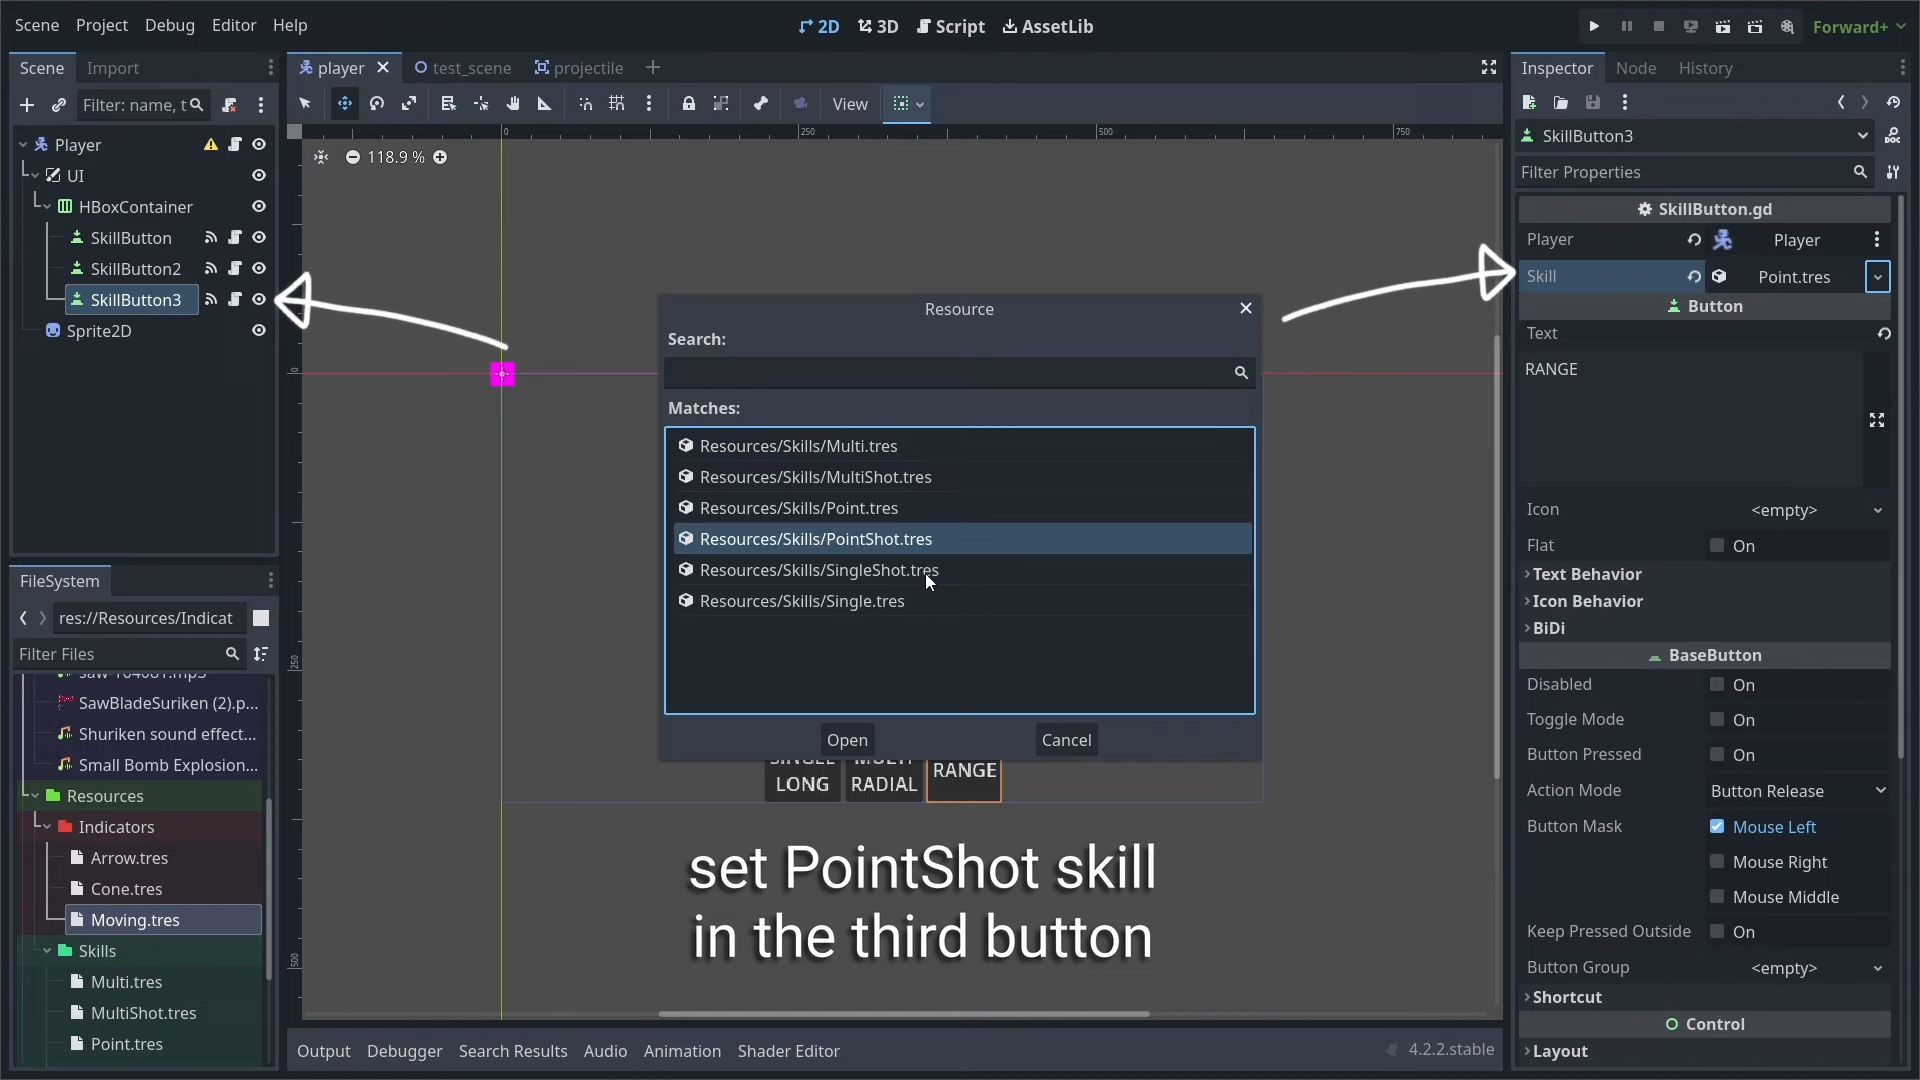 Scene Project Debug Editor Help
2D 3D Script AssetLib
Forward+
Scene Import
Filter: name, t
Player
UI
HBoxContainer
SkillButton
SkillButton2
SkillButton3
Sprite2D
FileSystem
res://Resources/Indicat
Filter Files
SawBladeSuriken (2).p...
Shuriken sound effect...
Small Bomb Explosion...
Resources
Indicators
Arrow.tres
Cone.tres
Moving.tres
Skills
Multi.tres
MultiShot.tres
Point.tres
player test_scene projectile
View
0 250 500 750
118.9 %
0
250
500
Resource
Search:
Matches:
Resources/Skills/Multi.tres
Resources/Skills/MultiShot.tres
Resources/Skills/Point.tres
Resources/Skills/PointShot.tres
Resources/Skills/SingleShot.tres
Resources/Skills/Single.tres
Open Cancel
SINGLE MULTI RANGE
LONG RADIAL
set PointShot skill
in the third button
Output Debugger Search Results Audio Animation Shader Editor
4.2.2.stable
Inspector Node History
SkillButton3
Filter Properties
SkillButton.gd
Player Player
Skill Point.tres
Button
Text
RANGE
Icon <empty>
Flat On
Text Behavior
Icon Behavior
BiDi
BaseButton
Disabled On
Toggle Mode On
Button Pressed On
Action Mode Button Release
Button Mask Mouse Left
Mouse Right
Mouse Middle
Keep Pressed Outside On
Button Group <empty>
Shortcut
Control
Layout